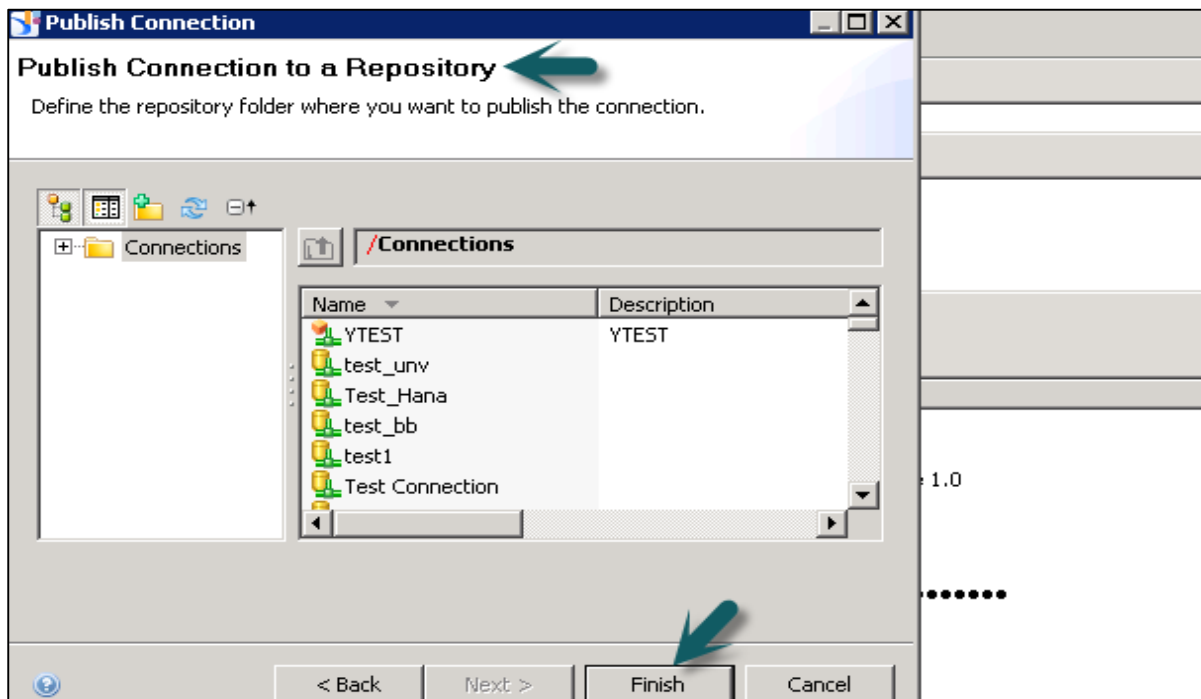 Publish Connection
Publish Connection to a Repository
Define the repository folder where you want to publish the connection.
Connections
/Connections
Name Description
YTEST YTEST
test_unv
Test_Hana
test_bb
test1
Test Connection
1.0
< Back Next > Finish Cancel